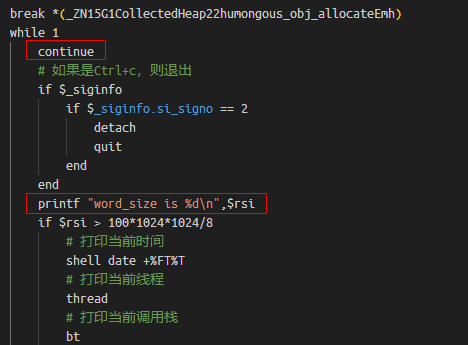 break *(_ZN15G1CollectedHeap22humongous_obj_allocateEmh)
while 1
    continue
    # 如果是Ctrl+c，则退出
    if $_siginfo
        if $_siginfo.si_signo == 2
            detach
            quit
        end
    end
    printf "word_size is %d\n",$rsi
    if $rsi > 100*1024*1024/8
        # 打印当前时间
        shell date +%FT%T
        # 打印当前线程
        thread
        # 打印当前调用栈
        bt